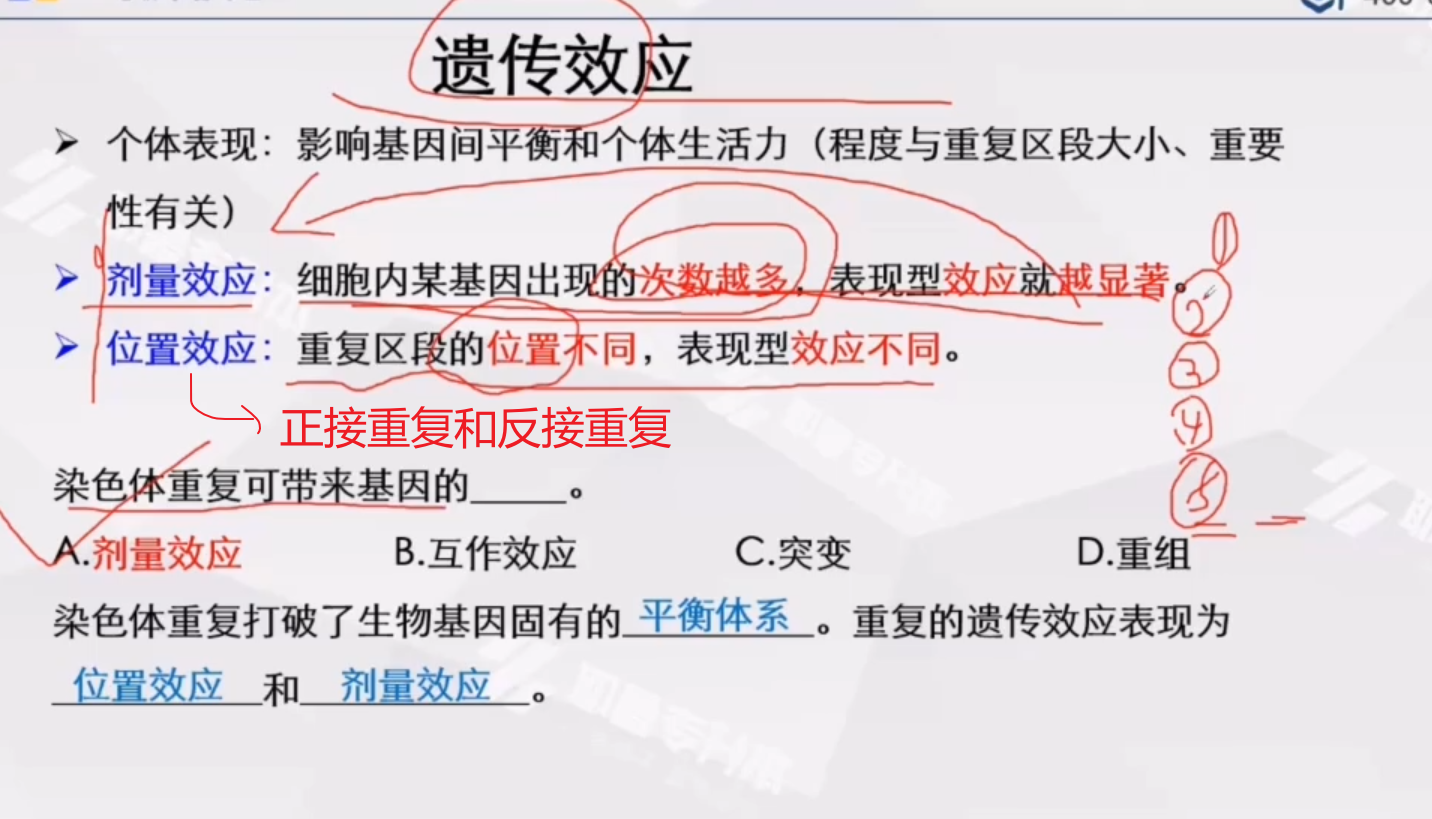 遗传效应
➢ 个体表现：影响基因间平衡和个体生活力（程度与重复区段大小、重要
性有关）
➢ 剂量效应：细胞内某基因出现的次数越多，表现型效应就越显著。
➢ 位置效应：重复区段的位置不同，表现型效应不同。
正接重复和反接重复
染色体重复可带来基因的_____。
A.剂量效应 B.互作效应 C.突变 D.重组
染色体重复打破了生物基因固有的 平衡体系 。重复的遗传效应表现为
位置效应 和 剂量效应 。
1
2
3
4
5